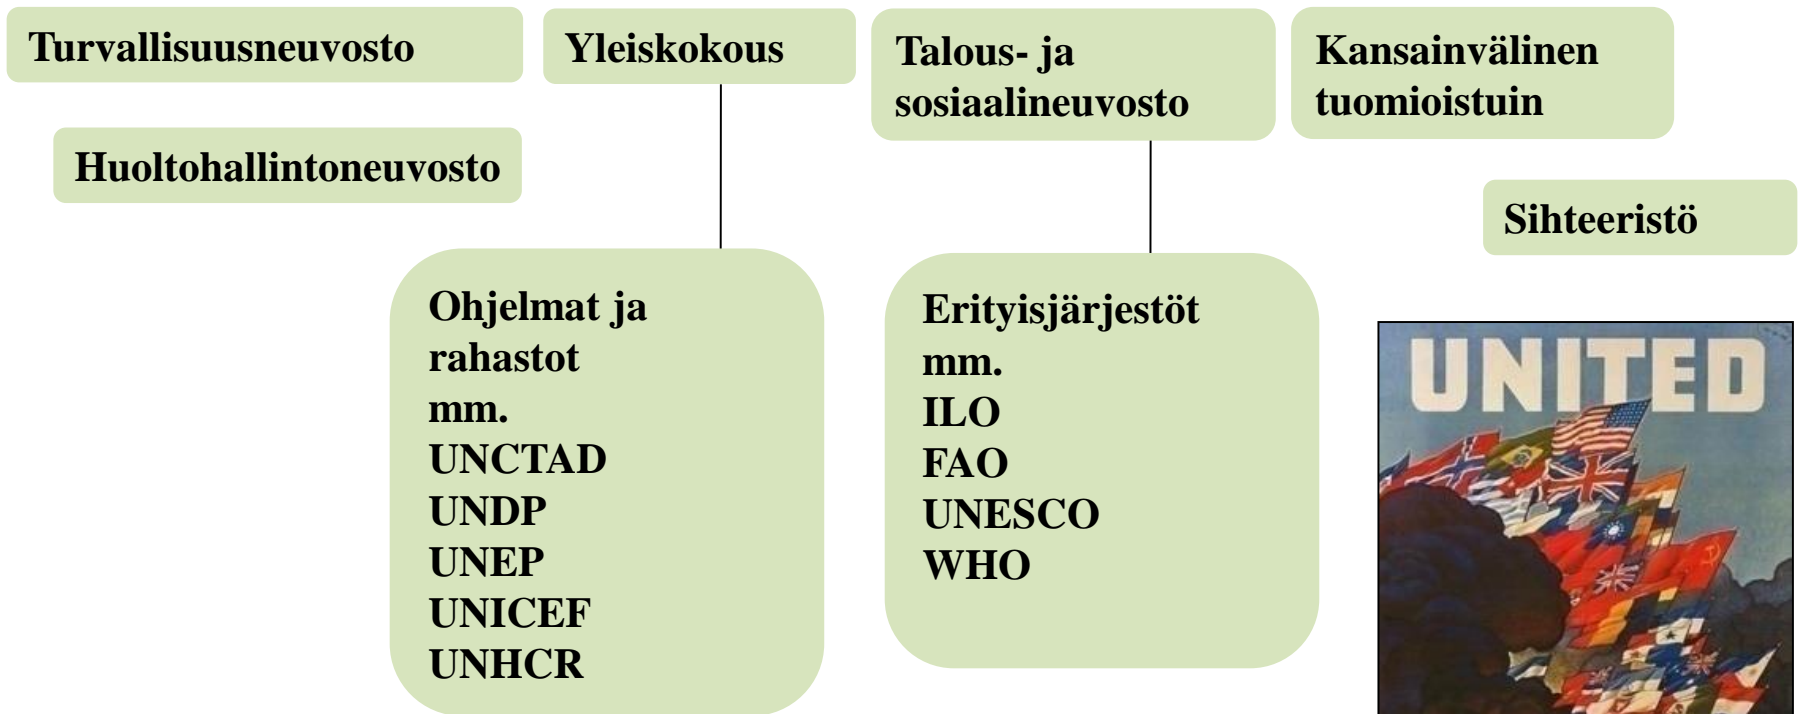 Turvallisuusneuvosto
Yleiskokous
Talous- ja
sosiaalineuvosto
Kansainvälinen
tuomioistuin
Huoltohallintoneuvosto
Sihteeristö
Ohjelmat ja
rahastot
mm.
UNCTAD
UNDP
UNEP
UNICEF
UNHCR
Erityisjärjestöt
mm.
ILO
FAO
UNESCO
WHO
UNITED